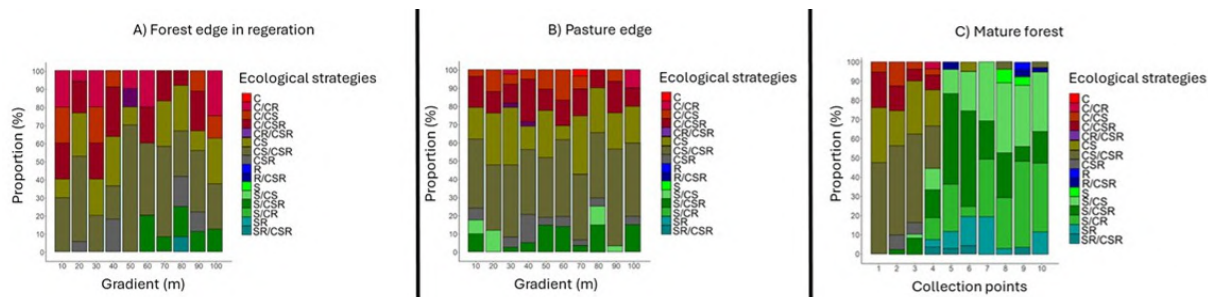 A) Forest edge in regeration
Proportion (%)
100
90
80
70
60
50
40
30
20
10
0
10 20 30 40 50 60 70 80 90 100
Gradient (m)
Ecological strategies
C
C/CR
C/CS
C/CSR
CR/CSR
CS
CS/CSR
CSR
R
R/CSR
S
S/CS
S/CSR
S/CR
SR
SR/CSR
B) Pasture edge
Proportion (%)
100
90
80
70
60
50
40
30
20
10
0
10 20 30 40 50 60 70 80 90 100
Gradient (m)
Ecological strategies
C
C/CR
C/CS
C/CSR
CR/CSR
CS
CS/CSR
CSR
R
R/CSR
S
S/CS
S/CSR
S/CR
SR
SR/CSR
C) Mature forest
Proportion (%)
100
90
80
70
60
50
40
30
20
10
0
1 2 3 4 5 6 7 8 9 10
Collection points
Ecological strategies
C
C/CR
C/CS
C/CSR
CR/CSR
CS
CS/CSR
CSR
R
R/CSR
S
S/CS
S/CSR
S/CR
SR
SR/CSR